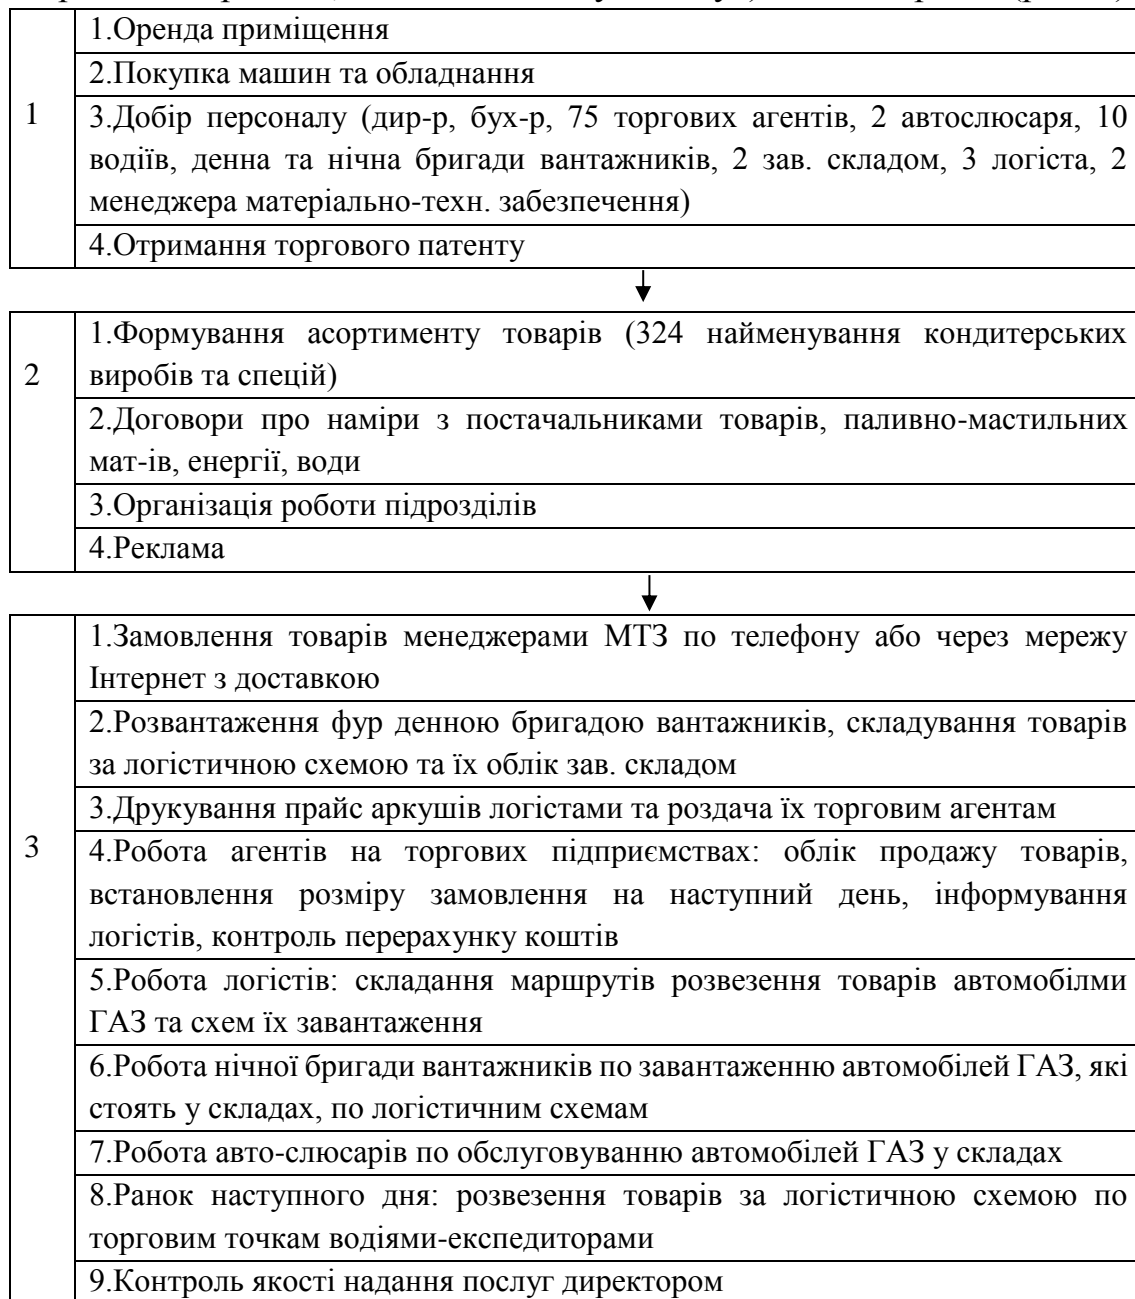 1.Оренда приміщення
2.Покупка машин та обладнання
1
3.Добір персоналу (дир-р, бух-р, 75 торгових агентів, 2 автослюсаря, 10
водіїв, денна та нічна бригади вантажників, 2 зав. складом, 3 логіста, 2
менеджера матеріально-техн. забезпечення)
4.Отримання торгового патенту
1.Формування асортименту товарів (324 найменування кондитерських
2
виробів та спецій)
2.Договори про наміри з постачальниками товарів, паливно-мастильних
мат-ів, енергії, води
3.Організація роботи підрозділів
4.Реклама
1.Замовлення товарів менеджерами МТЗ по телефону або через мережу
Інтернет з доставкою
2.Розвантаження фур денною бригадою вантажників, складування товарів
за логістичною схемою та їх облік зав. складом
3.Друкування прайс аркушів логістами та роздача їх торговим агентам
3
4.Робота агентів на торгових підприємствах: облік продажу товарів,
встановлення розміру замовлення на наступний день, інформування
логістів, контроль перерахунку коштів
5.Робота логістів: складання маршрутів розвезення товарів автомобілми
ГАЗ та схем їх завантаження
6.Робота нічної бригади вантажників по завантаженню автомобілей ГАЗ, які
стоять у складах, по логістичним схемам
7.Робота авто-слюсарів по обслуговуванню автомобілей ГАЗ у складах
8.Ранок наступного дня: розвезення товарів за логістичною схемою по
торговим точкам водіями-експедиторами
9.Контроль якості надання послуг директором